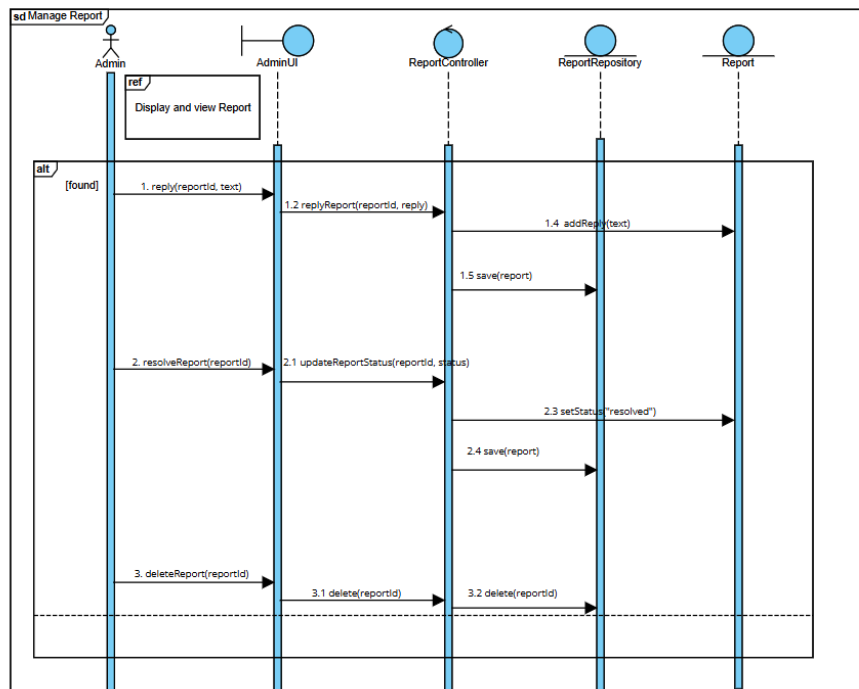 sd Manage Report
Admin
AdminUI
ReportController
ReportRepository
Report
ref
Display and view Report
alt
[found]
1. reply(reportId, text)
1.2 replyReport(reportId, reply)
1.4 addReply(text)
1.5 save(report)
2. resolveReport(reportId)
2.1 updateReportStatus(reportId, status)
2.3 setStatus("resolved")
2.4 save(report)
3. deleteReport(reportId)
3.1 delete(reportId)
3.2 delete(reportId)